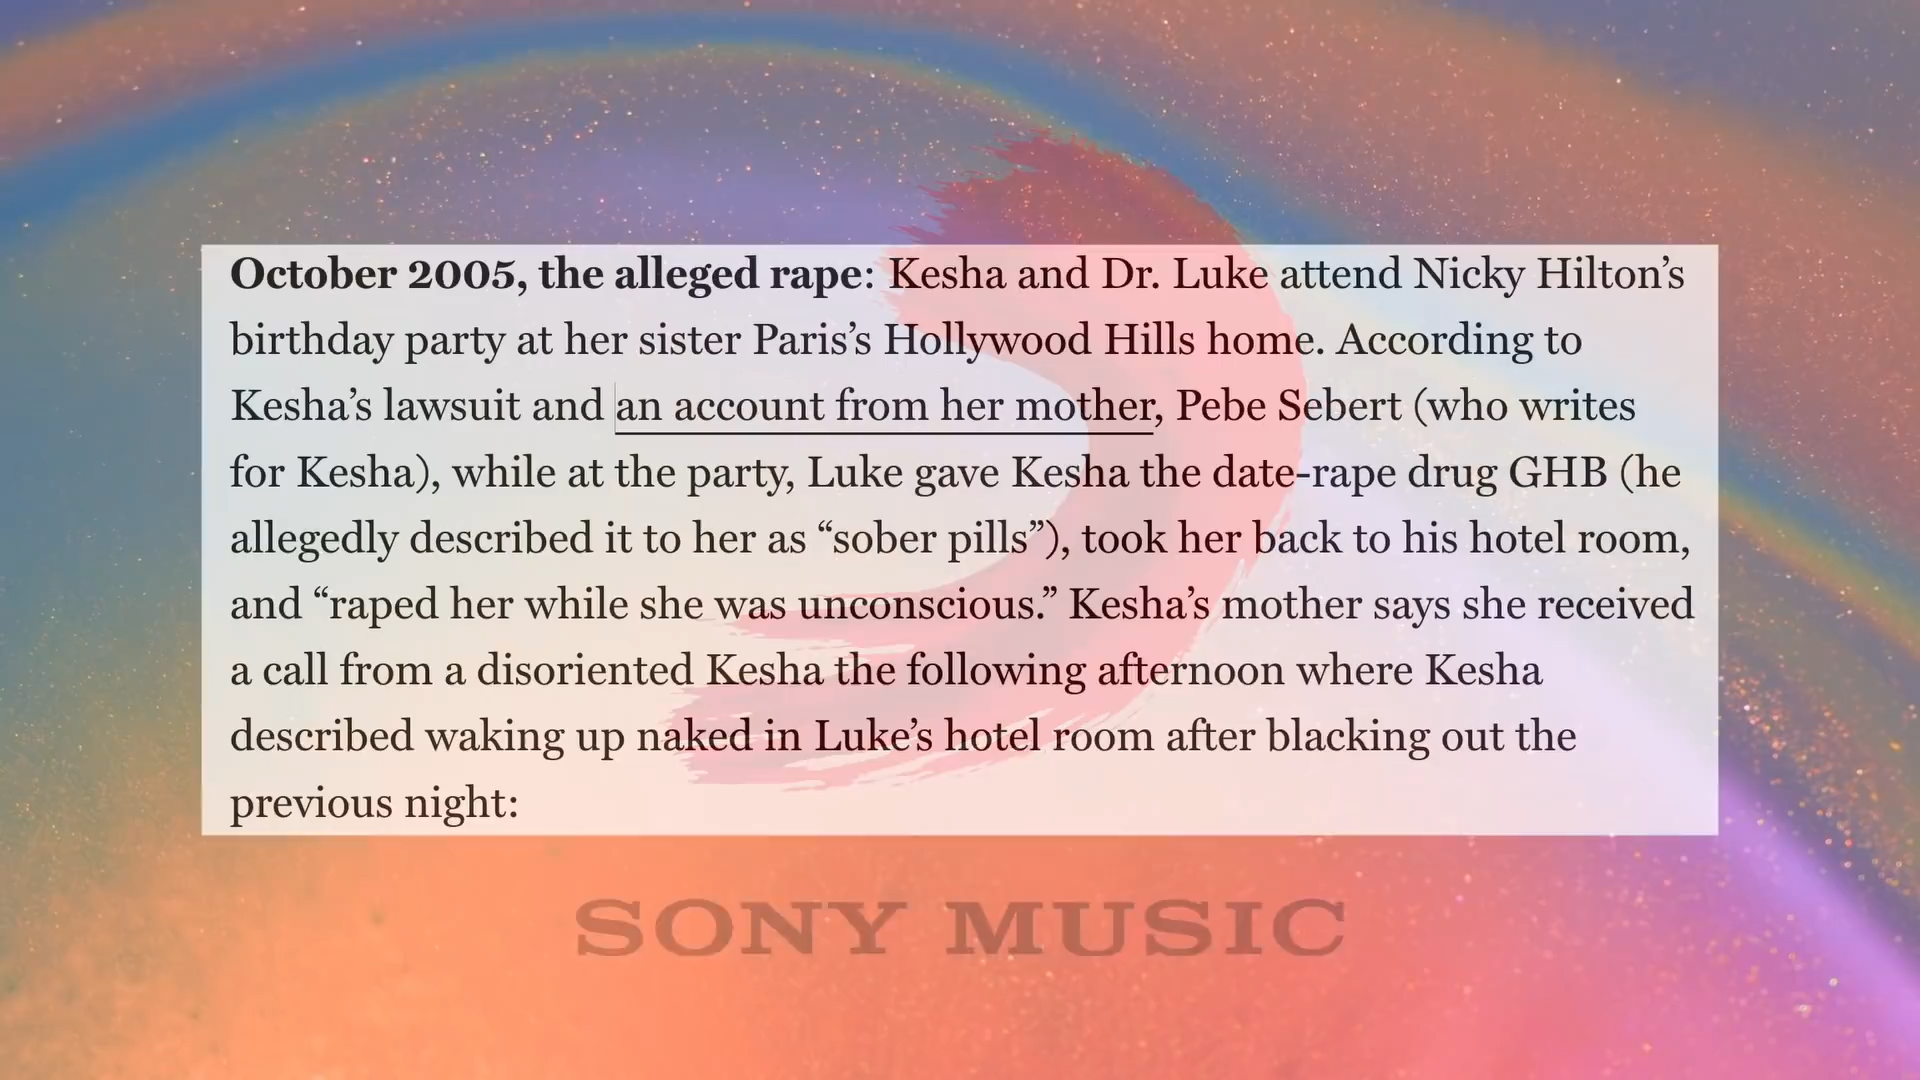 October 2005, the alleged rape: Kesha and Dr. Luke attend Nicky Hilton’s
birthday party at her sister Paris’s Hollywood Hills home. According to
Kesha’s lawsuit and an account from her mother, Pebe Sebert (who writes
for Kesha), while at the party, Luke gave Kesha the date-rape drug GHB (he
allegedly described it to her as “sober pills”), took her back to his hotel room,
and “raped her while she was unconscious.” Kesha’s mother says she received
a call from a disoriented Kesha the following afternoon where Kesha
described waking up naked in Luke’s hotel room after blacking out the
previous night:
SONY MUSIC